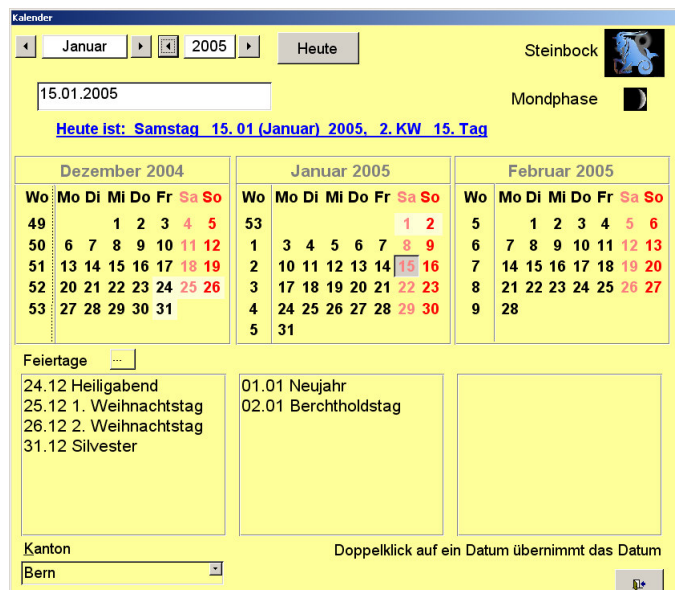 Kalender
Januar 2005 Heute Steinbock
15.01.2005 Mondphase
Heute ist: Samstag 15. 01 (Januar) 2005, 2. KW 15. Tag
Dezember 2004 Januar 2005 Februar 2005
Wo Mo Di Mi Do Fr Sa So Wo Mo Di Mi Do Fr Sa So Wo Mo Di Mi Do Fr Sa So
49 1 2 3 4 5 53 1 2 5 1 2 3 4 5 6
50 6 7 8 9 10 11 12 1 3 4 5 6 7 8 9 6 7 8 9 10 11 12 13
51 13 14 15 16 17 18 19 2 10 11 12 13 14 15 16 7 14 15 16 17 18 19 20
52 20 21 22 23 24 25 26 3 17 18 19 20 21 22 23 8 21 22 23 24 25 26 27
53 27 28 29 30 31 4 24 25 26 27 28 29 30 9 28
5 31
Feiertage ...
24.12 Heiligabend
25.12 1. Weihnachtstag
26.12 2. Weihnachtstag
31.12 Silvester
01.01 Neujahr
02.01 Berchtholdstag
Kanton
Bern
Doppelklick auf ein Datum übernimmt das Datum